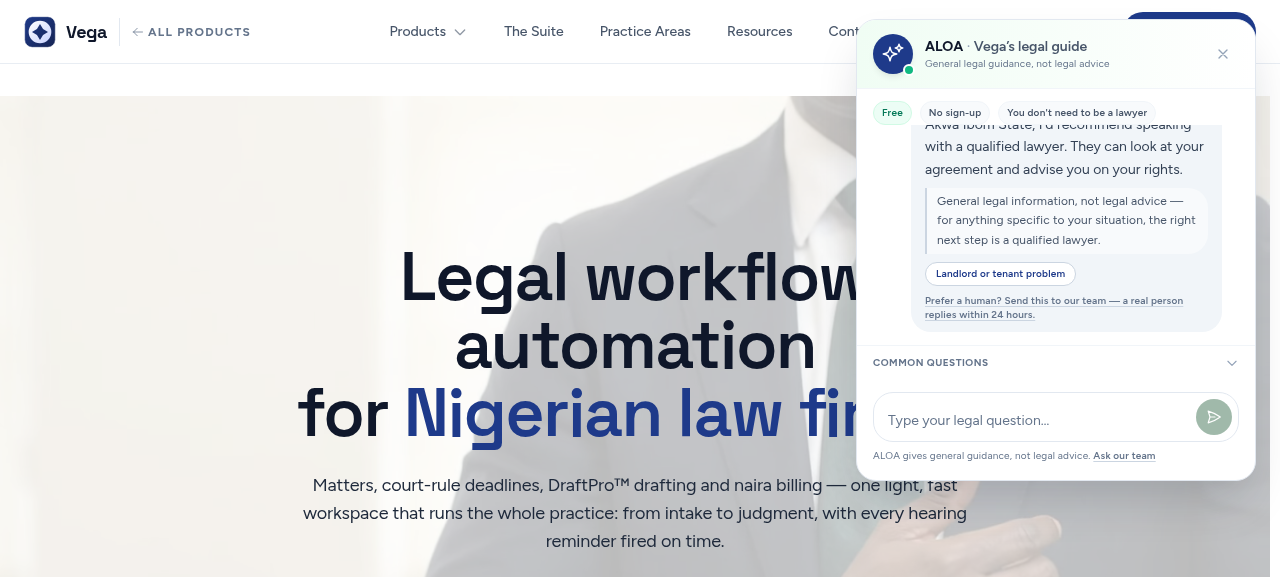 Vega
ALL PRODUCTS
Products
The Suite
Practice Areas
Resources
Legal workflow
automation
for Nigerian law
Matters, court-rule deadlines, DraftPro™ drafting and naira billing — one light, fast
workspace that runs the whole practice: from intake to judgment, with every hearing
reminder fired on time.
ALOA · Vega’s legal guide
General legal guidance, not legal advice
Free
No sign-up
You don't need to be a lawyer
Akwa Ibom State, I'd recommend speaking
with a qualified lawyer. They can look at your
agreement and advise you on your rights.
General legal information, not legal advice —
for anything specific to your situation, the right
next step is a qualified lawyer.
Landlord or tenant problem
Prefer a human? Send this to our team — a real person
replies within 24 hours.
COMMON QUESTIONS
Type your legal question...
ALOA gives general guidance, not legal advice. Ask our team